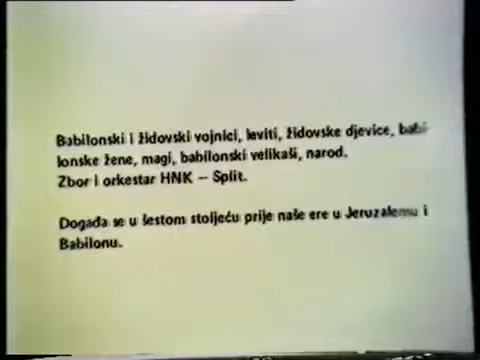 Babilonski i židovski vojnici, leviti, židovske djevice, babi-
lonske žene, magi, babilonski velikaši, narod.
Zbor i orkestar HNK – Split.
Događa se u šestom stoljeću prije naše ere u Jeruzalemu i
Babilonu.